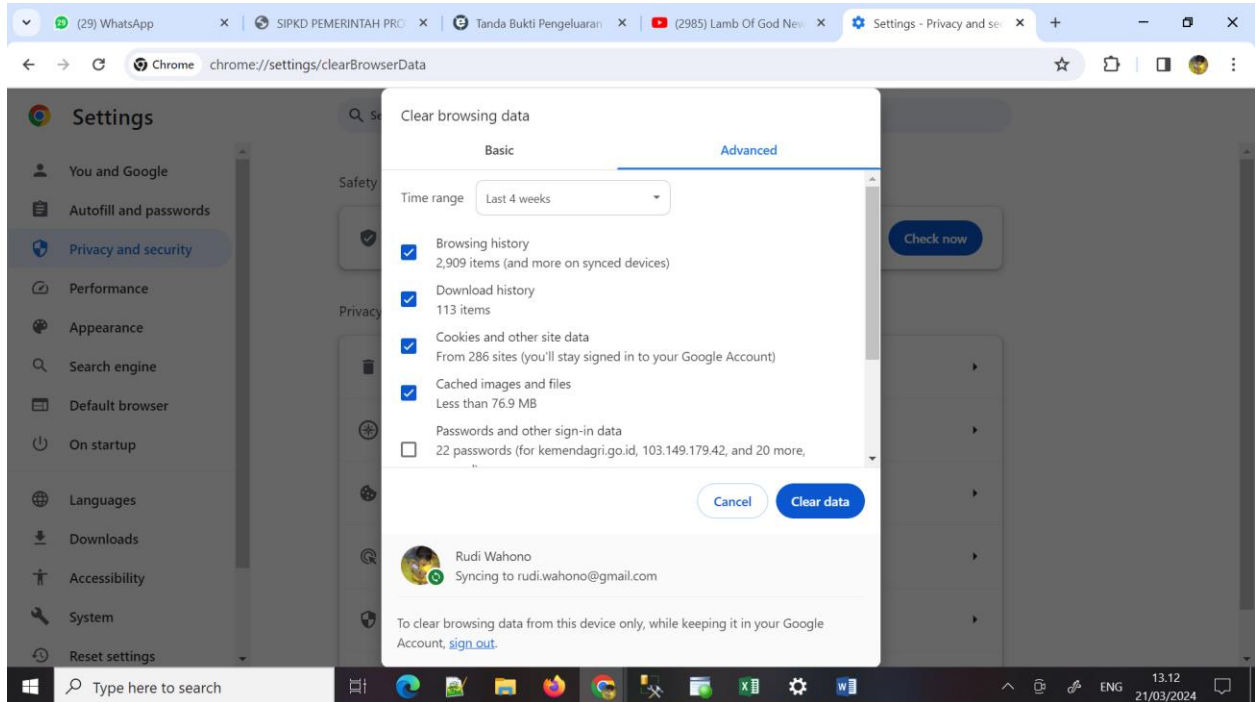 (29) WhatsApp
SIPKD PEMERINTAH PRO
Tanda Bukti Pengeluaran
(2985) Lamb Of God New
Settings - Privacy and sec
Chrome chrome://settings/clearBrowserData
Settings
You and Google
Autofill and passwords
Privacy and security
Performance
Appearance
Search engine
Default browser
On startup
Languages
Downloads
Accessibility
System
Reset settings
Se
Safety
Check now
Privacy
Clear browsing data
Basic
Advanced
Time range
Last 4 weeks
Browsing history
2,909 items (and more on synced devices)
Download history
113 items
Cookies and other site data
From 286 sites (you'll stay signed in to your Google Account)
Cached images and files
Less than 76.9 MB
Passwords and other sign-in data
22 passwords (for kemendagri.go.id, 103.149.179.42, and 20 more,
Cancel
Clear data
Rudi Wahono
Syncing to rudi.wahono@gmail.com
To clear browsing data from this device only, while keeping it in your Google
Account, sign out.
Type here to search
ENG
13.12
21/03/2024